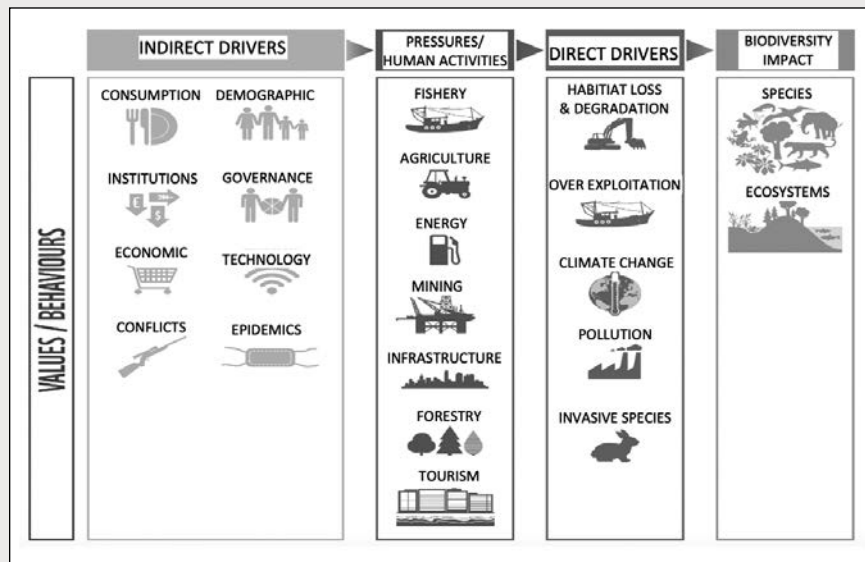 INDIRECT DRIVERS
PRESSURES/
HUMAN ACTIVITIES
DIRECT DRIVERS
BIODIVERSITY
IMPACT
VALUES / BEHAVIOURS
CONSUMPTION
DEMOGRAPHIC
INSTITUTIONS
GOVERNANCE
£
$
ECONOMIC
TECHNOLOGY
CONFLICTS
EPIDEMICS
FISHERY
AGRICULTURE
ENERGY
MINING
INFRASTRUCTURE
FORESTRY
TOURISM
HABITIAT LOSS
& DEGRADATION
OVER EXPLOITATION
CLIMATE CHANGE
POLLUTION
INVASIVE SPECIES
SPECIES
ECOSYSTEMS